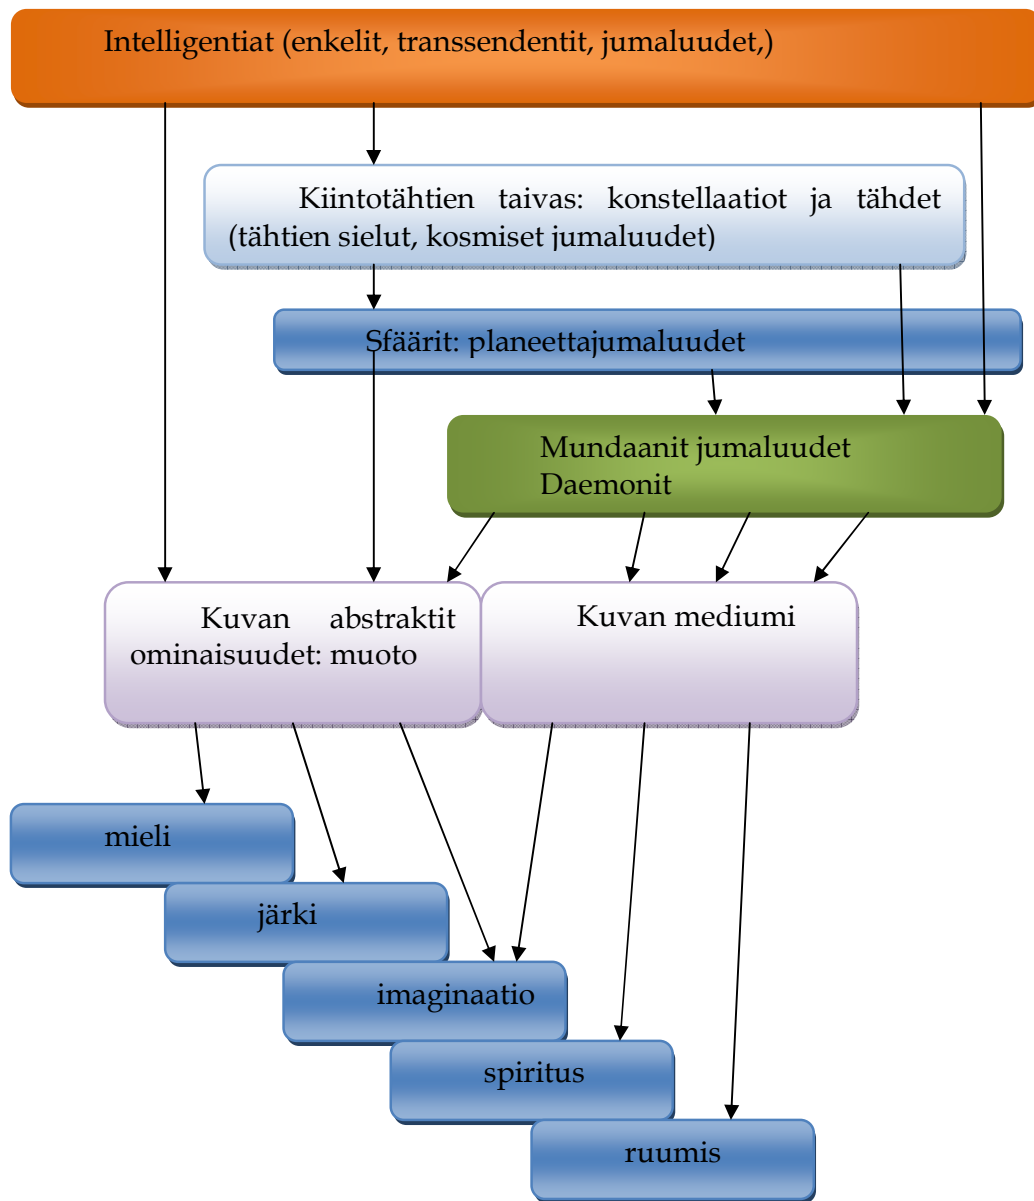 Intelligentiat (enkelit, transsendentit, jumaluudet,)
Kiintotähtien taivas: konstellaatiot ja tähdet
(tähtien sielut, kosmiset jumaluudet)
Sfäärit: planeettajumaluudet
Mundaanit jumaluudet
Daemonit
Kuvan abstraktit
ominaisuudet: muoto
Kuvan mediumi
mieli
järki
imaginaatio
spiritus
ruumis